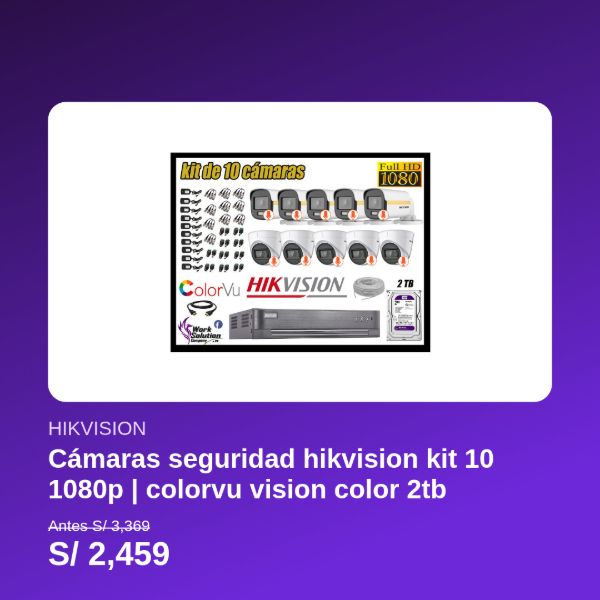 kit de 10 cámaras
Full HD
1080
ColorVu
HIKVISION
2 TB
Work
Solution
Company
HIKVISION
Cámaras seguridad hikvision kit 10
1080p | colorvu vision color 2tb
Antes S/ 3,369
S/ 2,459